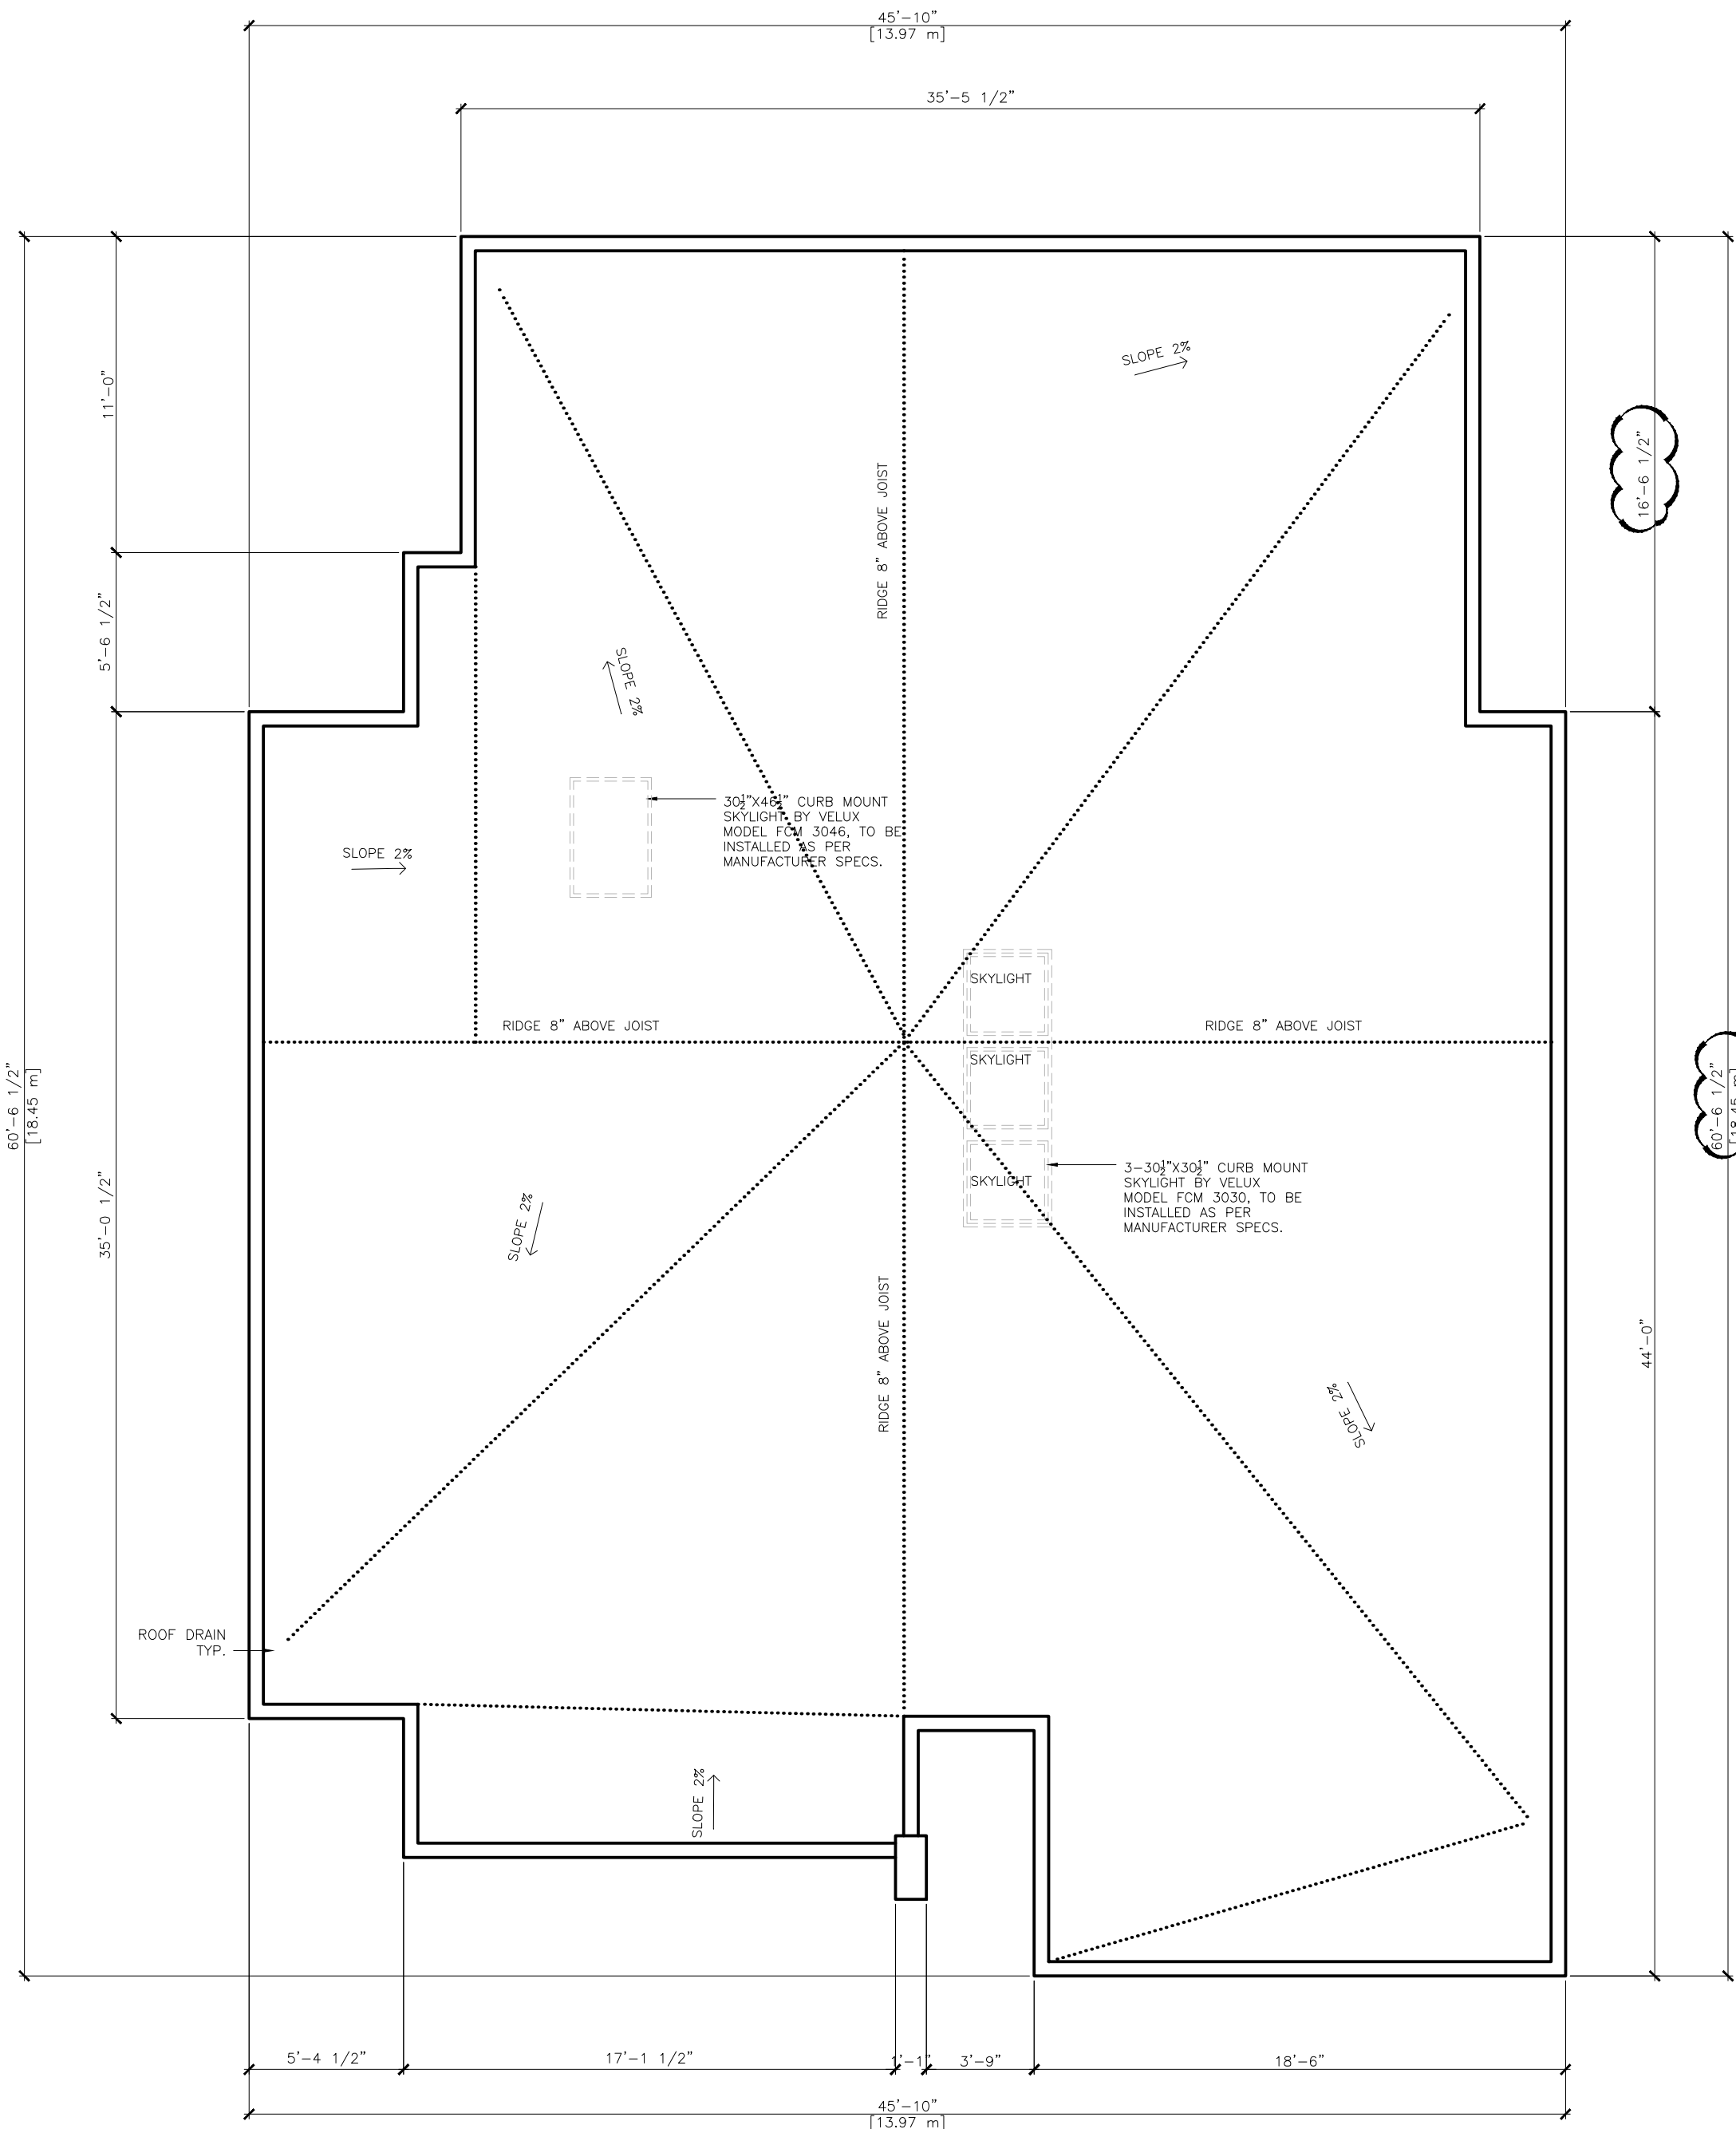 45'-10"
[13.97 m]
35'-5 1/2"
SLOPE 2%
11'-0"
16'-6 1/2"
RIDGE 8" ABOVE JOIST
5'-6 1/2"
SLOPE 2%
30½"X46½" CURB MOUNT
SKYLIGHT BY VELUX
MODEL FCM 3046, TO BE
INSTALLED AS PER
MANUFACTURER SPECS.
SLOPE 2%
SKYLIGHT
RIDGE 8" ABOVE JOIST
RIDGE 8" ABOVE JOIST
SKYLIGHT
60'-6 1/2"
[18.45 m]
60'-6 1/2"
[18.45 m]
3-30½"X30½" CURB MOUNT
SKYLIGHT BY VELUX
MODEL FCM 3030, TO BE
INSTALLED AS PER
MANUFACTURER SPECS.
SKYLIGHT
35'-0 1/2"
SLOPE 2%
RIDGE 8" ABOVE JOIST
44'-0"
SLOPE 2%
ROOF DRAIN
TYP.
SLOPE 2%
5'-4 1/2"
17'-1 1/2"
1'-1"
3'-9"
18'-6"
45'-10"
[13.97 m]